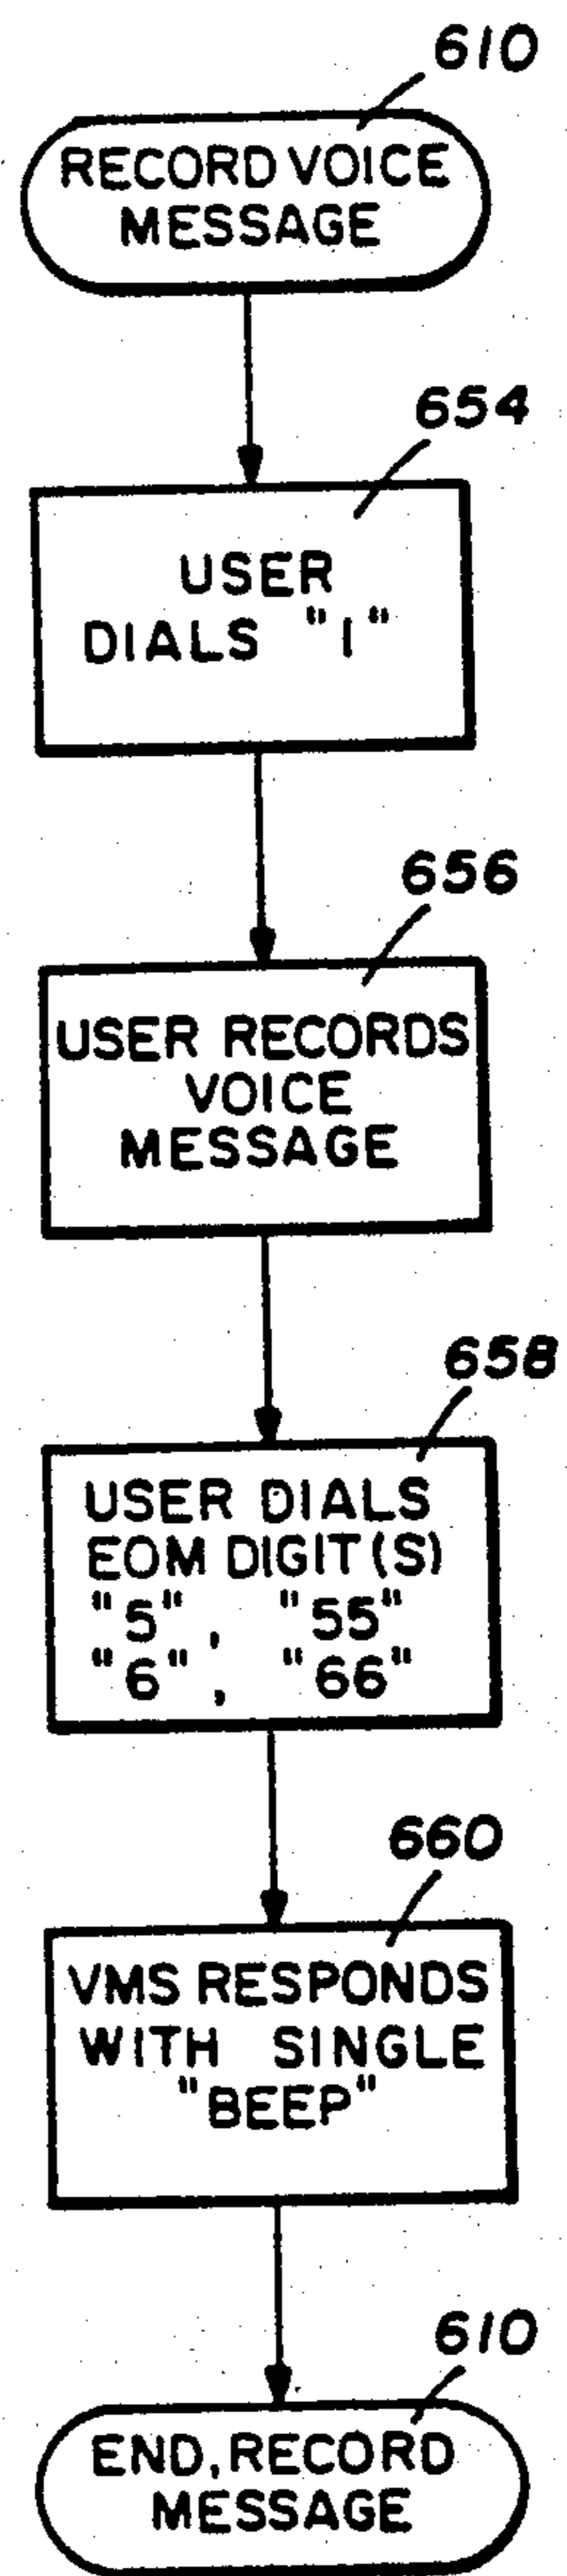 610
RECORD VOICE
MESSAGE
654
USER
DIALS "1"
656
USER RECORDS
VOICE
MESSAGE
658
USER DIALS
EOM DIGIT(S)
"5", "55"
"6", "66"
660
VMS RESPONDS
WITH SINGLE
"BEEP"
610
END, RECORD
MESSAGE